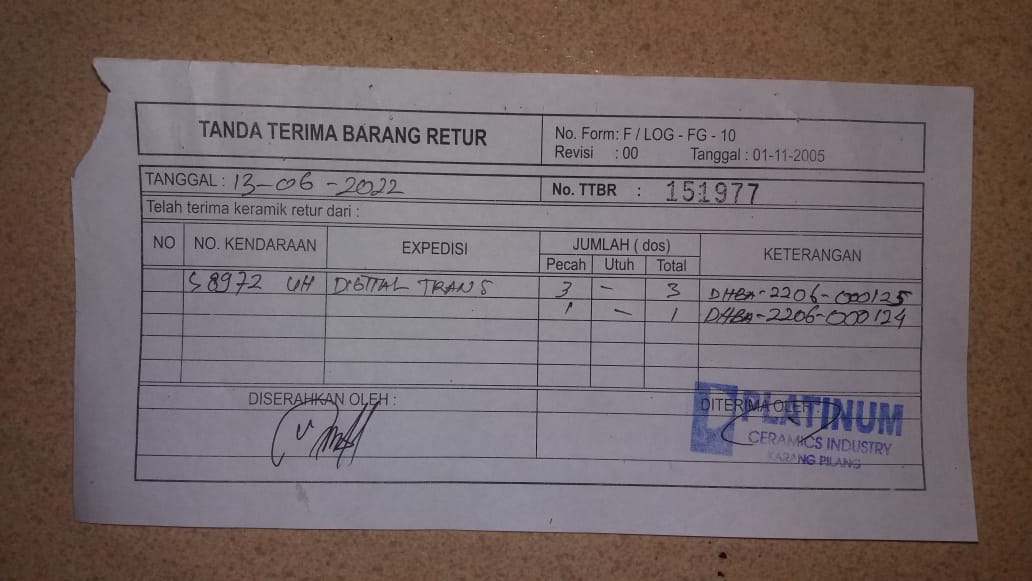 TANDA TERIMA BARANG RETUR
No. Form: F / LOG - FG - 10
Revisi : 00 Tanggal : 01-11-2005
TANGGAL : 13-06-2022
No. TTBR : 151977
Telah terima keramik retur dari :
NO NO. KENDARAAN EXPEDISI JUMLAH ( dos) KETERANGAN
Pecah Utuh Total
S 8972 UH DIGITAL TRANS 3 - 3 DHBA-2206-000125
1 - 1 DHBA-2206-000124
DISERAHKAN OLEH : DITERIMA OLEH :
PLATINUM
CERAMICS INDUSTRY
KARANG PILANG